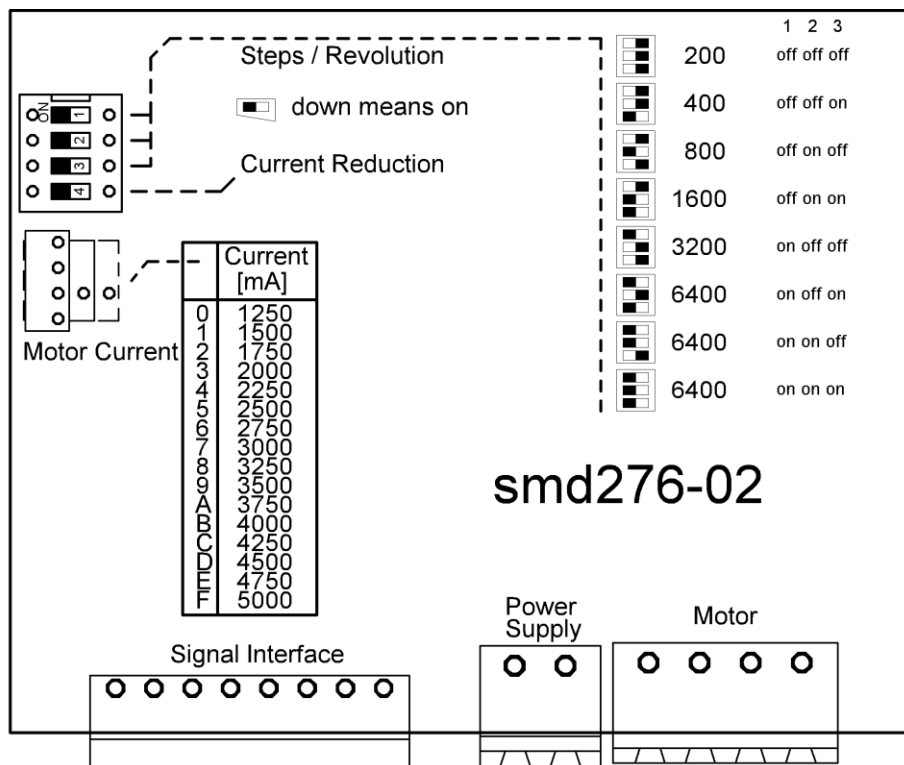 1 2 3
Steps / Revolution
200 off off off
down means on
400 off off on
ON
1
2
3
4
800 off on off
Current Reduction
1600 off on on
3200 on off off
6400 on off on
6400 on on off
6400 on on on
Motor Current
Current
[mA]
0 1250
1 1500
2 1750
3 2000
4 2250
5 2500
6 2750
7 3000
8 3250
9 3500
A 3750
B 4000
C 4250
D 4500
E 4750
F 5000
smd276-02
Signal Interface
Power
Supply
Motor